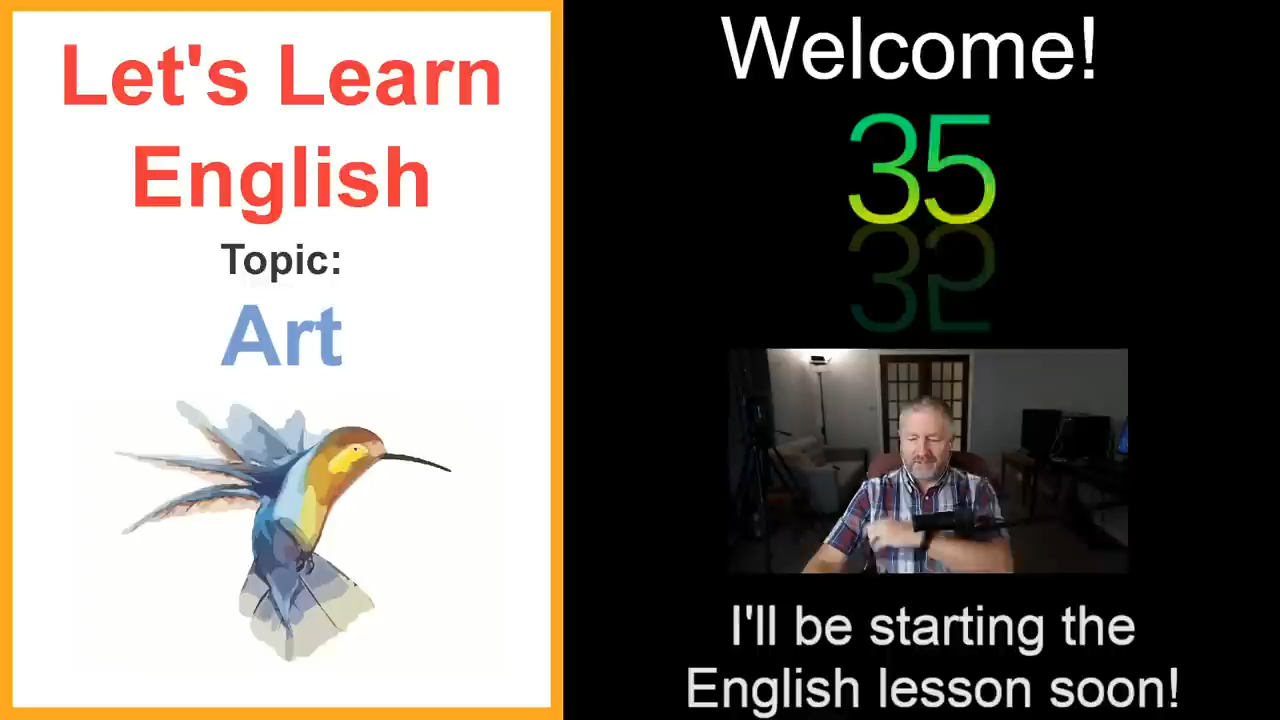 Let's Learn
English
Topic:
Art
Welcome!
35
I'll be starting the
English lesson soon!